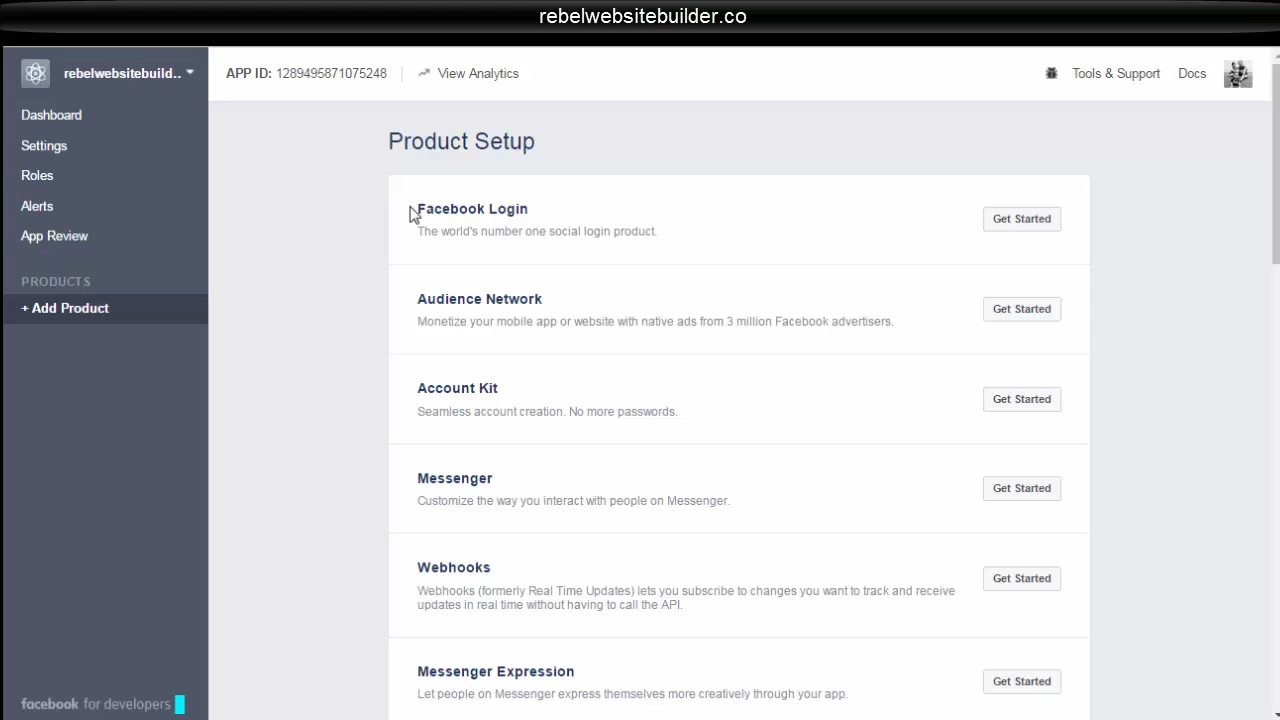 rebelwebsitebuilder.co
rebelwebsitebuild..
APP ID: 1289495871075248
View Analytics
Tools & Support
Docs
Dashboard
Settings
Roles
Alerts
App Review
PRODUCTS
+ Add Product
facebook for developers
Product Setup
Facebook Login
The world's number one social login product.
Get Started
Audience Network
Monetize your mobile app or website with native ads from 3 million Facebook advertisers.
Get Started
Account Kit
Seamless account creation. No more passwords.
Get Started
Messenger
Customize the way you interact with people on Messenger.
Get Started
Webhooks
Webhooks (formerly Real Time Updates) lets you subscribe to changes you want to track and receive
updates in real time without having to call the API.
Get Started
Messenger Expression
Let people on Messenger express themselves more creatively through your app.
Get Started